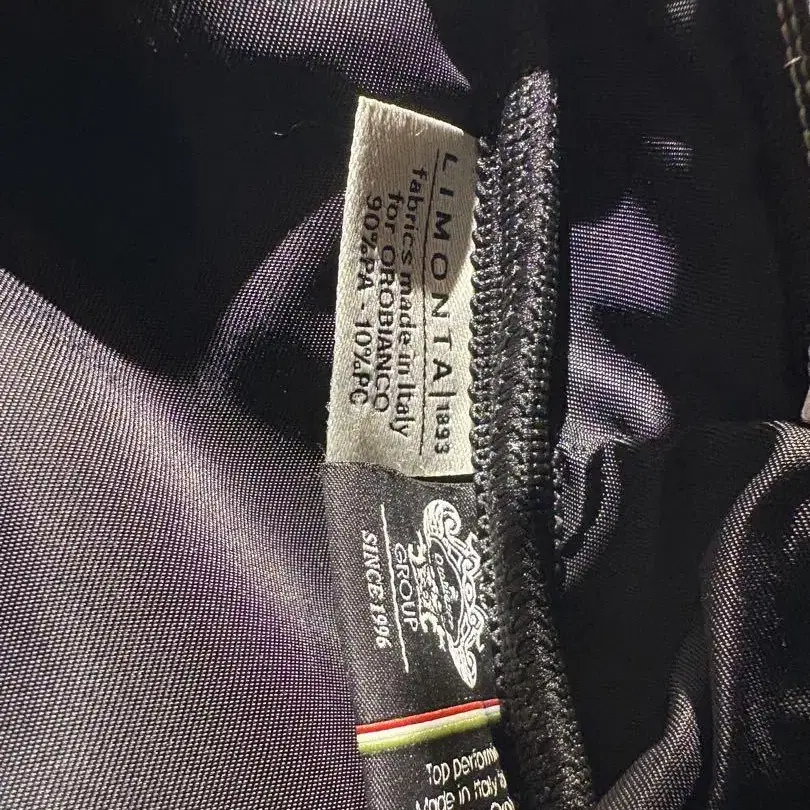 LIMONTA | 1893
fabrics made in Italy
for OROBIANCO
90%PA - 10%PC
GROUP
SINCE 1996
Top
Made in Italy